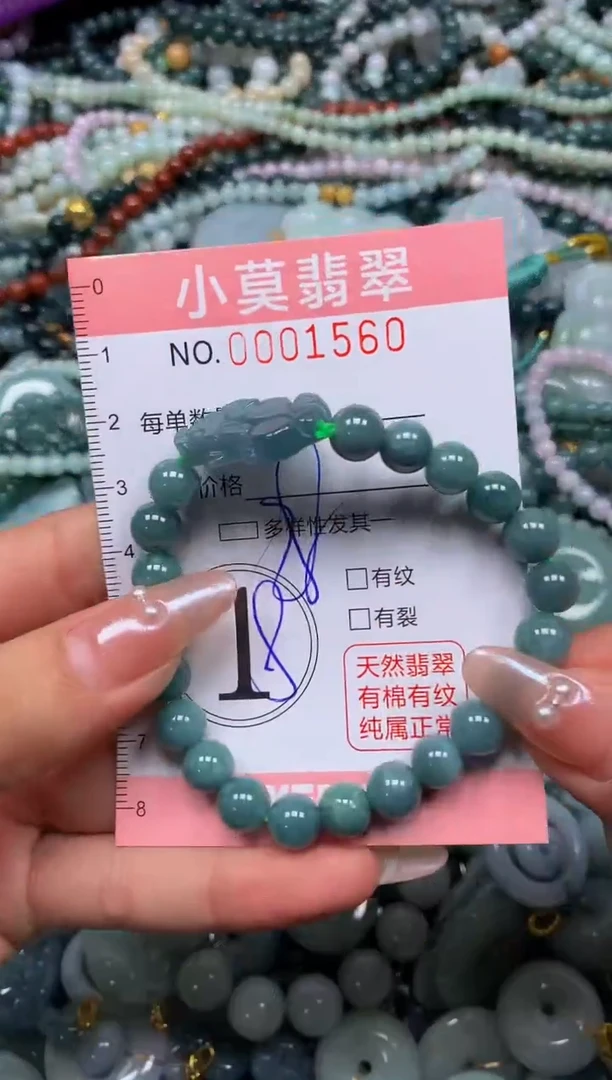 小莫翡翠
NO.0001560
0
1
2
3
4
7
8
每单数
价格
多样性发其一
有纹
有裂
1
天然翡翠
有棉有纹
纯属正常